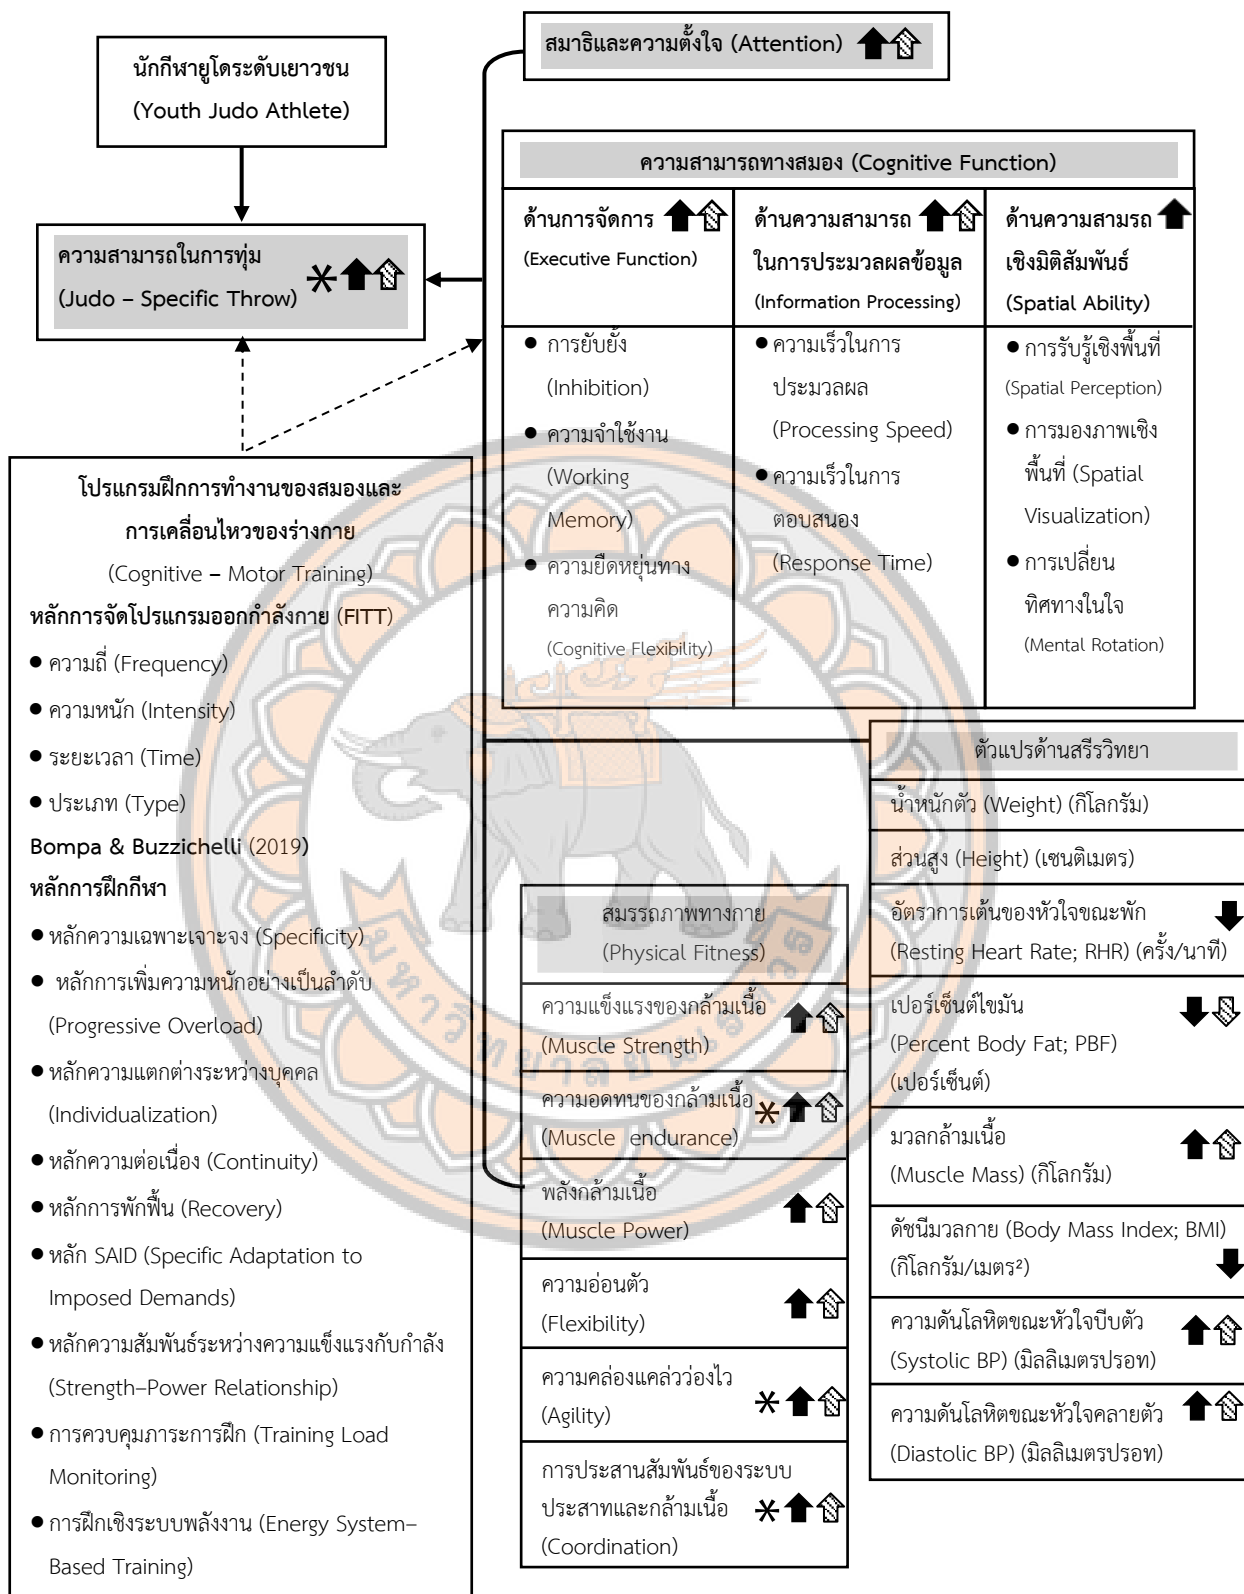 สมาธิและความตั้งใจ (Attention)
นักกีฬายูโดระดับเยาวชน
(Youth Judo Athlete)
ความสามารถในการทุ่ม
(Judo – Specific Throw)
ความสามารถทางสมอง (Cognitive Function)
ด้านการจัดการ
(Executive Function)
● การยับยั้ง
(Inhibition)
● ความจำใช้งาน
(Working
Memory)
● ความยืดหยุ่นทาง
ความคิด
(Cognitive Flexibility)
ด้านความสามารถ
ในการประมวลผลข้อมูล
(Information Processing)
● ความเร็วในการ
ประมวลผล
(Processing Speed)
● ความเร็วในการ
ตอบสนอง
(Response Time)
ด้านความสามรถ
เชิงมิติสัมพันธ์
(Spatial Ability)
● การรับรู้เชิงพื้นที่
(Spatial Perception)
● การมองภาพเชิง
พื้นที่ (Spatial
Visualization)
● การเปลี่ยน
ทิศทางในใจ
(Mental Rotation)
โปรแกรมฝึกการทำงานของสมองและ
การเคลื่อนไหวของร่างกาย
(Cognitive – Motor Training)
หลักการจัดโปรแกรมออกกำลังกาย (FITT)
● ความถี่ (Frequency)
● ความหนัก (Intensity)
● ระยะเวลา (Time)
● ประเภท (Type)
Bompa & Buzzichelli (2019)
หลักการฝึกกีฬา
● หลักความเฉพาะเจาะจง (Specificity)
● หลักการเพิ่มความหนักอย่างเป็นลำดับ
(Progressive Overload)
● หลักความแตกต่างระหว่างบุคคล
(Individualization)
● หลักความต่อเนื่อง (Continuity)
● หลักการพักฟื้น (Recovery)
● หลัก SAID (Specific Adaptation to
Imposed Demands)
● หลักความสัมพันธ์ระหว่างความแข็งแรงกับกำลัง
(Strength–Power Relationship)
● การควบคุมภาระการฝึก (Training Load
Monitoring)
● การฝึกเชิงระบบพลังงาน (Energy System–
Based Training)
สมรรถภาพทางกาย
(Physical Fitness)
ความแข็งแรงของกล้ามเนื้อ
(Muscle Strength)
ความอดทนของกล้ามเนื้อ
(Muscle endurance)
พลังกล้ามเนื้อ
(Muscle Power)
ความอ่อนตัว
(Flexibility)
ความคล่องแคล่วว่องไว
(Agility)
การประสานสัมพันธ์ของระบบ
ประสาทและกล้ามเนื้อ
(Coordination)
ตัวแปรด้านสรีรวิทยา
น้ำหนักตัว (Weight) (กิโลกรัม)
ส่วนสูง (Height) (เซนติเมตร)
อัตราการเต้นของหัวใจขณะพัก
(Resting Heart Rate; RHR) (ครั้ง/นาที)
เปอร์เซ็นต์ไขมัน
(Percent Body Fat; PBF)
(เปอร์เซ็นต์)
มวลกล้ามเนื้อ
(Muscle Mass) (กิโลกรัม)
ดัชนีมวลกาย (Body Mass Index; BMI)
(กิโลกรัม/เมตร²)
ความดันโลหิตขณะหัวใจบีบตัว
(Systolic BP) (มิลลิเมตรปรอท)
ความดันโลหิตขณะหัวใจคลายตัว
(Diastolic BP) (มิลลิเมตรปรอท)
มหาวิทยาลัยนเรศวร